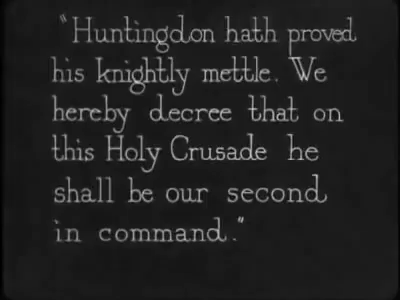 "Huntingdon hath proved
his knightly mettle. We
hereby decree that on
this Holy Crusade he
shall be our second
in command."